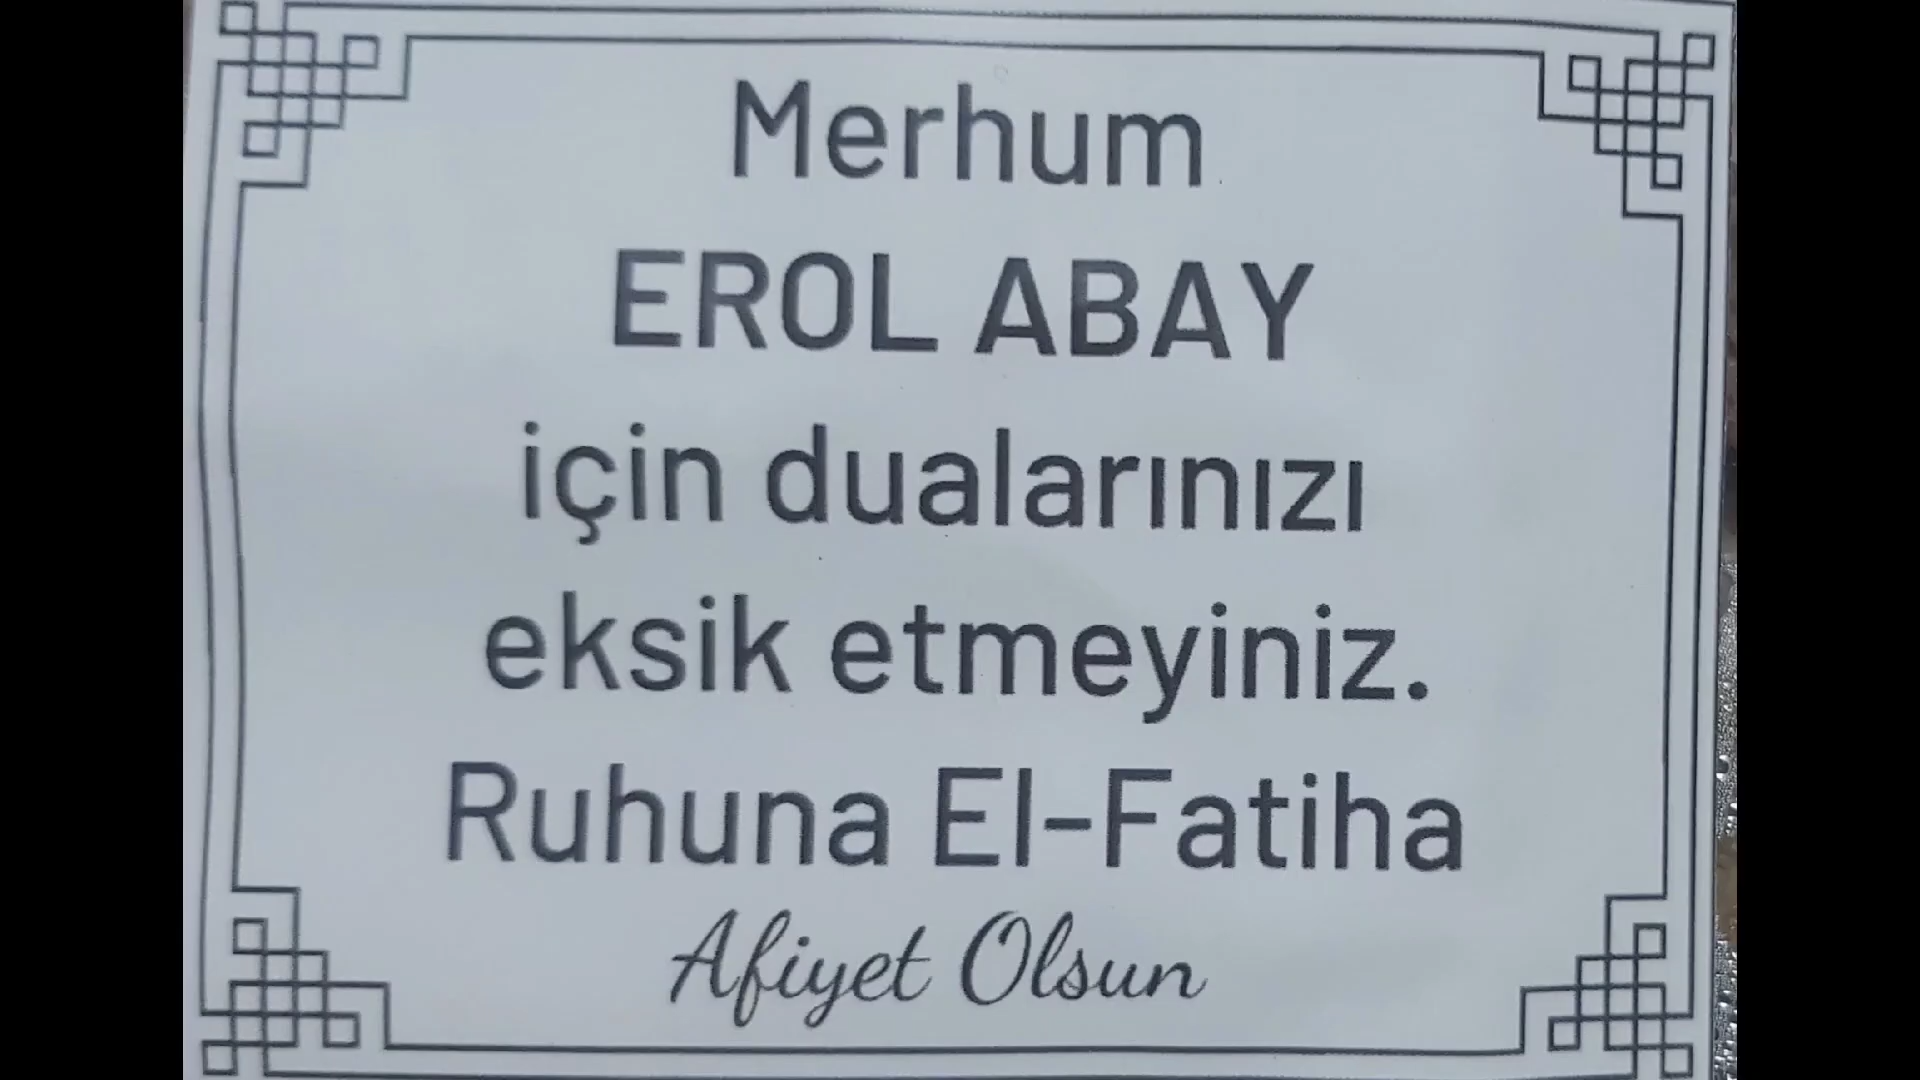 Merhum
EROL ABAY
için dualarınızı
eksik etmeyiniz.
Ruhuna El-Fatiha
Afiyet Olsun